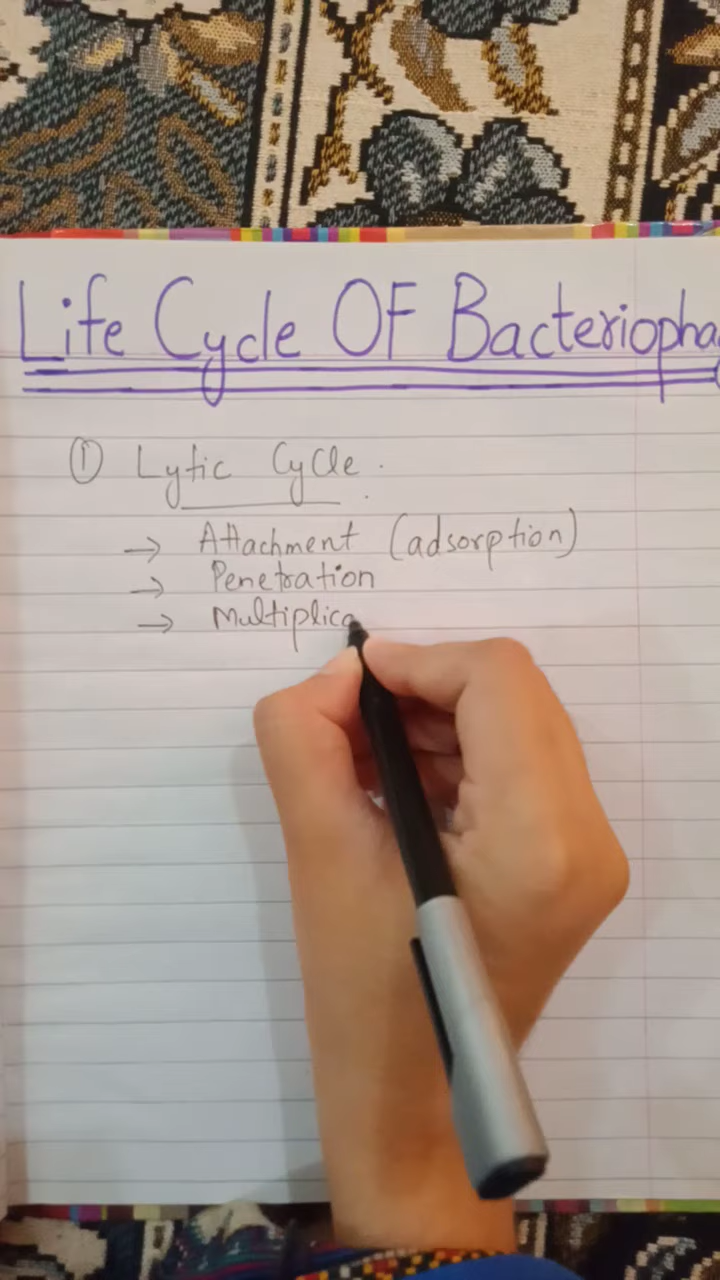 Life Cycle OF Bacteriopha
① Lytic Cycle.
→ Attachment (adsorption)
→ Penetration
→ Multiplica